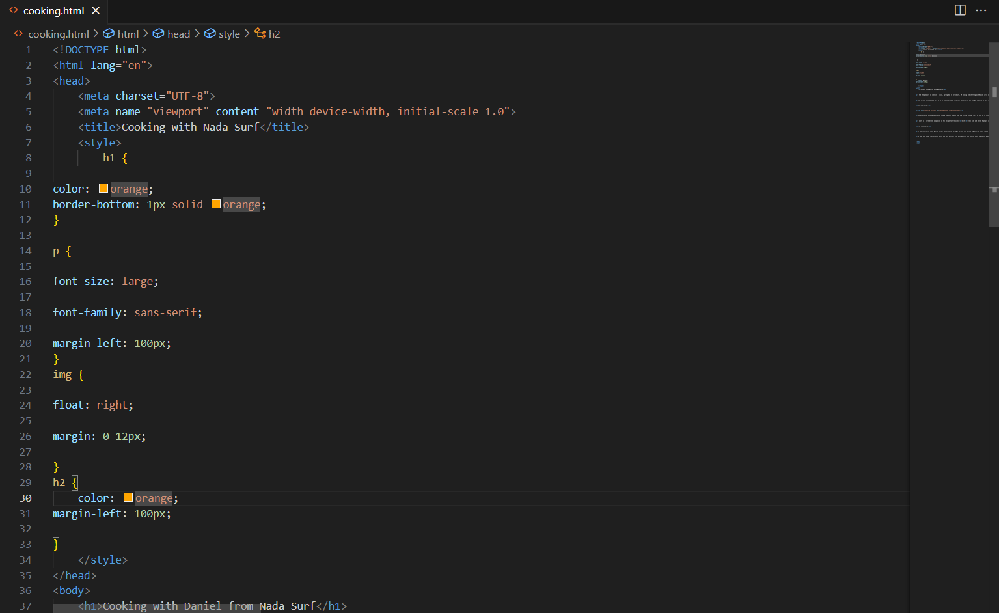 cooking.html
cooking.html > html > head > style > h2
1 <!DOCTYPE html>
2 <html lang="en">
3 <head>
4 <meta charset="UTF-8">
5 <meta name="viewport" content="width=device-width, initial-scale=1.0">
6 <title>Cooking with Nada Surf</title>
7 <style>
8 h1 {
9
10 color: orange;
11 border-bottom: 1px solid orange;
12 }
13
14 p {
15
16 font-size: large;
17
18 font-family: sans-serif;
19
20 margin-left: 100px;
21 }
22 img {
23
24 float: right;
25
26 margin: 0 12px;
27
28 }
29 h2 {
30 color: orange;
31 margin-left: 100px;
32
33 }
34 </style>
35 </head>
36 <body>
37 <h1>Cooking with Daniel from Nada Surf</h1>